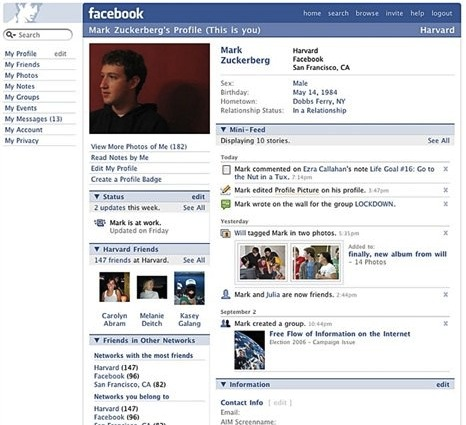 facebook
home search browse invite help logout
Mark Zuckerberg's Profile (This is you) Harvard
Search
My Profile edit
My Friends
My Photos
My Notes
My Groups
My Events
My Messages (13)
My Account
My Privacy
View More Photos of Me (182)
Read Notes by Me
Edit My Profile
Create a Profile Badge
Status edit
2 updates this week. See All
Mark is at work.
Updated on Friday
Harvard Friends
147 friends at Harvard. See All
Carolyn Abram
Melanie Deitch
Kasey Galang
Friends in Other Networks
Networks with the most friends
Harvard (147)
Facebook (96)
San Francisco, CA (82)
Networks you belong to
Harvard (147)
Facebook (96)
San Francisco, CA (82)
Mark Zuckerberg
Harvard
Facebook
San Francisco, CA
Sex: Male
Birthday: May 14, 1984
Hometown: Dobbs Ferry, NY
Relationship Status: In a Relationship
Mini-Feed
Displaying 10 stories. See All
Today
Mark commented on Ezra Callahan's note Life Goal #16: Go to
the Nut in a Tux. 7:14pm
Mark edited Profile Picture on his profile. 3:47pm
Mark wrote on the wall for the group LOCKDOWN.
Yesterday
Will tagged Mark in two photos. 5:35pm
Added to:
finally, new album from will
- 14 Photos
Mark and Julia are now friends. 2:44pm
September 2
Mark created a group. 10:44pm
Free Flow of Information on the Internet
Election 2006 - Campaign Issue
Information edit
Contact Info [ edit ]
Email:
AIM Screenname: